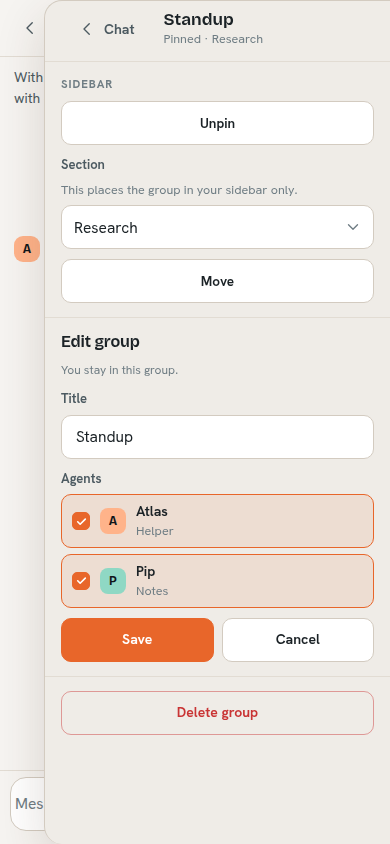 Chat
Standup
Pinned · Research
With
with
SIDEBAR
Unpin
Section
This places the group in your sidebar only.
A
Research
Move
Edit group
You stay in this group.
Title
Standup
Agents
A
Atlas
Helper
P
Pip
Notes
Save
Cancel
Delete group
Mes